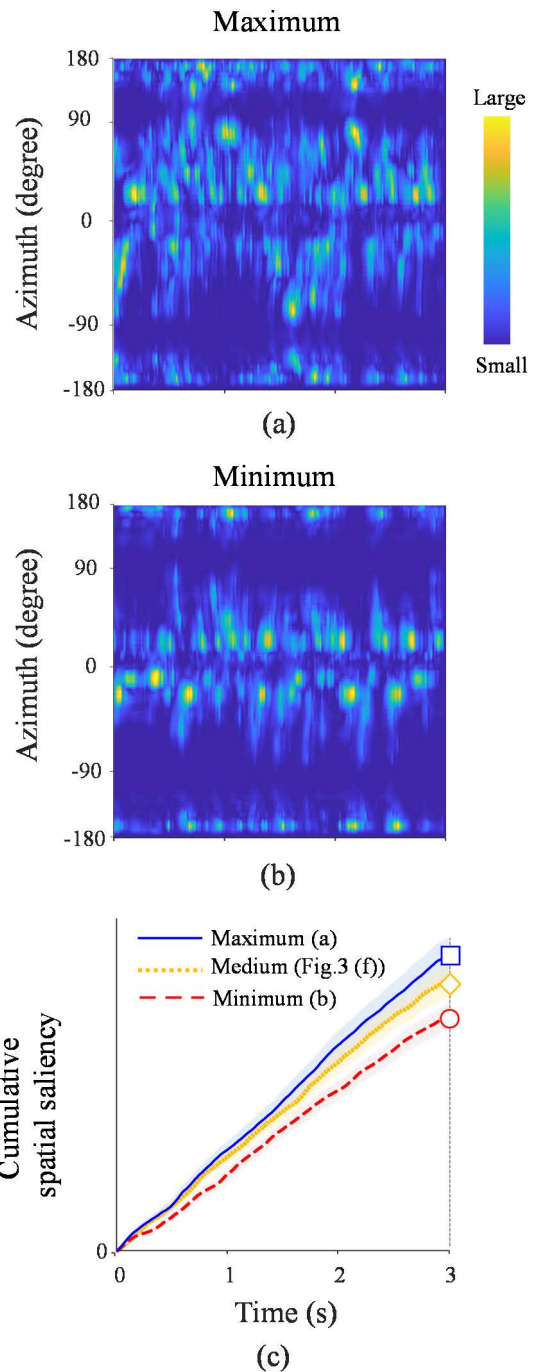 Maximum
180
90
0
-90
-180
Azimuth (degree)
Large
Small
(a)
Minimum
180
90
0
-90
-180
Azimuth (degree)
(b)
Maximum (a)
Medium (Fig.3 (f))
Minimum (b)
Cumulative
spatial saliency
0
0 1 2 3
Time (s)
(c)